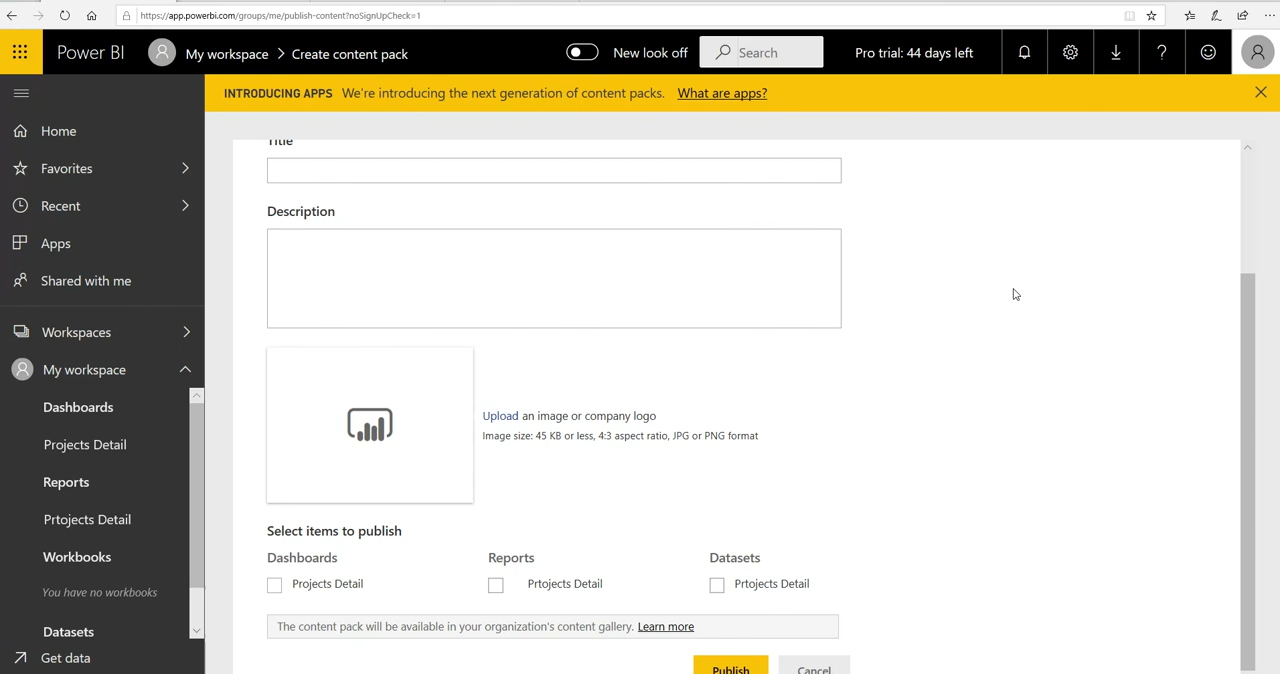 https://app.powerbi.com/groups/me/publish-content?noSignUpCheck=1
Power BI My workspace > Create content pack New look off Search Pro trial: 44 days left ?
INTRODUCING APPS We're introducing the next generation of content packs. What are apps?
Home
Favorites
Recent
Apps
Shared with me
Workspaces
My workspace
Dashboards
Projects Detail
Reports
Prtojects Detail
Workbooks
You have no workbooks
Datasets
Get data
Title
Description
Upload an image or company logo
Image size: 45 KB or less, 4:3 aspect ratio, JPG or PNG format
Select items to publish
Dashboards Reports Datasets
Projects Detail Prtojects Detail Prtojects Detail
The content pack will be available in your organization's content gallery. Learn more
Publish Cancel